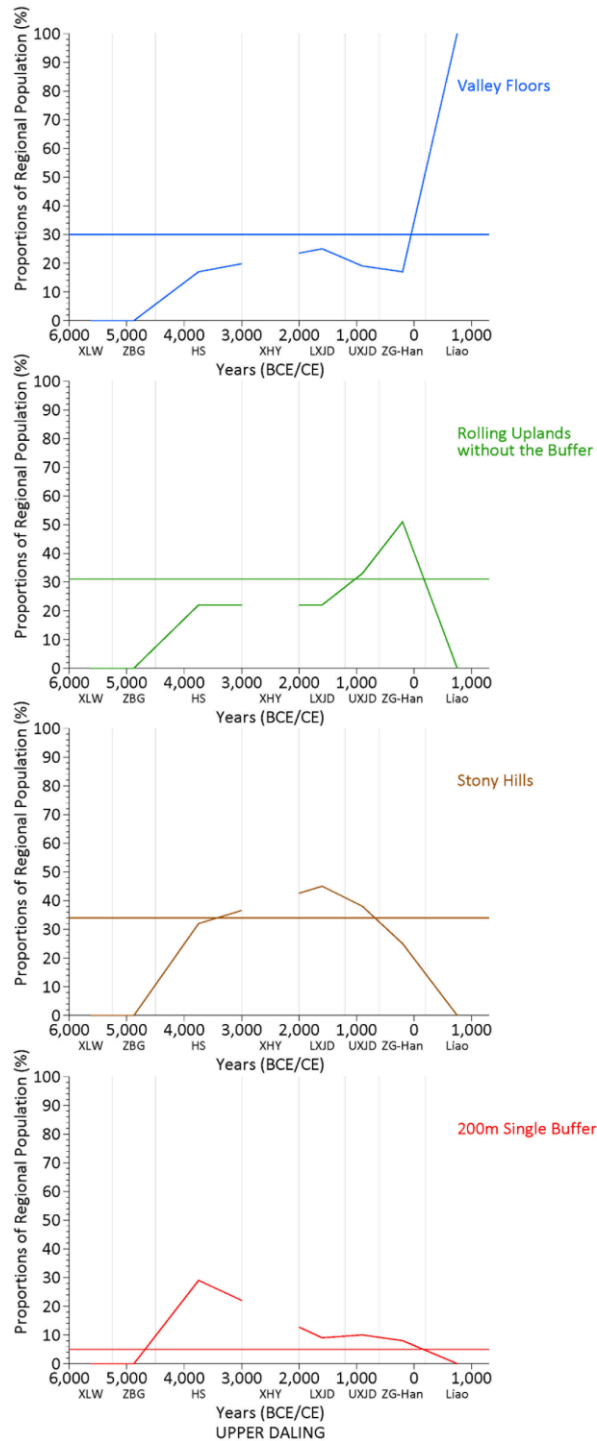 Proportions of Regional Population (%)
100
90
80
70
60
50
40
30
20
10
0
Valley Floors
6,000 5,000 4,000 3,000 2,000 1,000 0 1,000
XLW ZBG HS XHY LXJD UXJD ZG-Han Liao
Years (BCE/CE)
Proportions of Regional Population (%)
100
90
80
70
60
50
40
30
20
10
0
Rolling Uplands
without the Buffer
6,000 5,000 4,000 3,000 2,000 1,000 0 1,000
XLW ZBG HS XHY LXJD UXJD ZG-Han Liao
Years (BCE/CE)
Proportions of Regional Population (%)
100
90
80
70
60
50
40
30
20
10
0
Stony Hills
6,000 5,000 4,000 3,000 2,000 1,000 0 1,000
XLW ZBG HS XHY LXJD UXJD ZG-Han Liao
Years (BCE/CE)
Proportions of Regional Population (%)
100
90
80
70
60
50
40
30
20
10
0
200m Single Buffer
6,000 5,000 4,000 3,000 2,000 1,000 0 1,000
XLW ZBG HS XHY LXJD UXJD ZG-Han Liao
Years (BCE/CE)
UPPER DALING